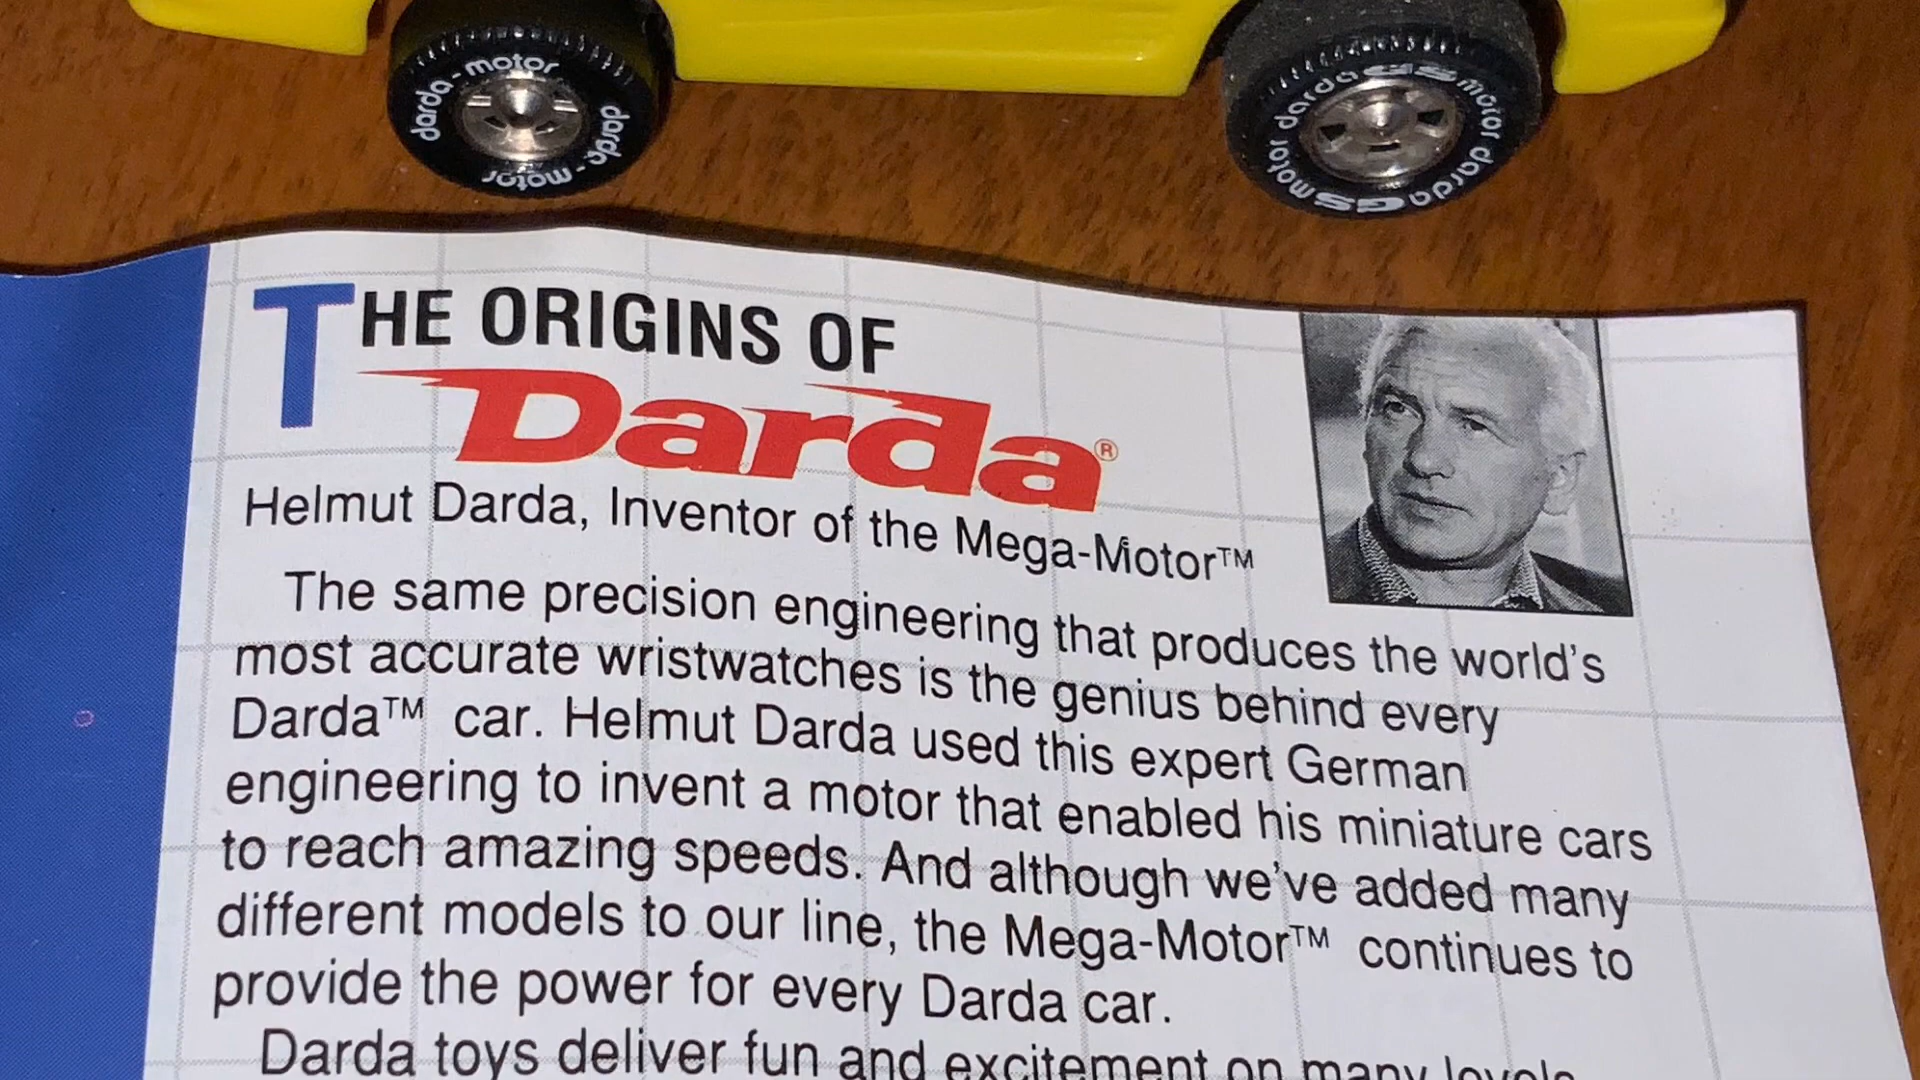 darda-motor darda-motor
darda GS motor darda GS motor
THE ORIGINS OF
Darda®
Helmut Darda, Inventor of the Mega-Motor™
The same precision engineering that produces the world's
most accurate wristwatches is the genius behind every
Darda™ car. Helmut Darda used this expert German
engineering to invent a motor that enabled his miniature cars
to reach amazing speeds. And although we've added many
different models to our line, the Mega-Motor™ continues to
provide the power for every Darda car.
Darda toys deliver fun and excitement on many levels.